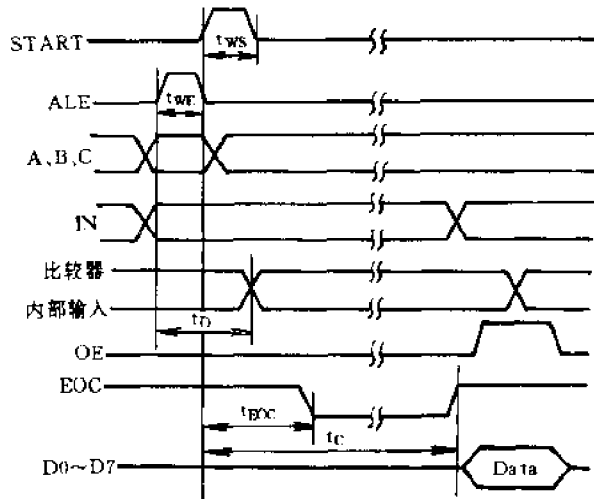 START
tWS
ALE
tWE
A、B、C
IN
比较器
内部输入
tD
OE
EOC
tEOC
tC
D0~D7
Data